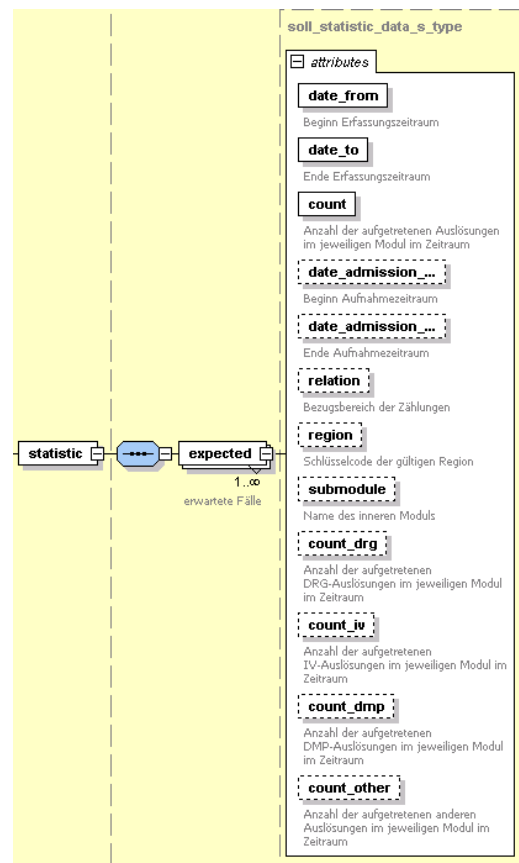 soll_statistic_data_s_type
attributes
date_from
Beginn Erfassungszeitraum
date_to
Ende Erfassungszeitraum
count
Anzahl der aufgetretenen Auslösungen
im jeweiligen Modul im Zeitraum
date_admission_...
Beginn Aufnahmezeitraum
date_admission_...
Ende Aufnahmezeitraum
relation
Bezugsbereich der Zählungen
region
Schlüsselcode der gültigen Region
statistic
expected
1..∞
erwartete Fälle
submodule
Name des inneren Moduls
count_drg
Anzahl der aufgetretenen
DRG-Auslösungen im jeweiligen Modul
im Zeitraum
count_iv
Anzahl der aufgetretenen
IV-Auslösungen im jeweiligen Modul im
Zeitraum
count_dmp
Anzahl der aufgetretenen
DMP-Auslösungen im jeweiligen Modul
im Zeitraum
count_other
Anzahl der aufgetretenen anderen
Auslösungen im jeweiligen Modul im
Zeitraum